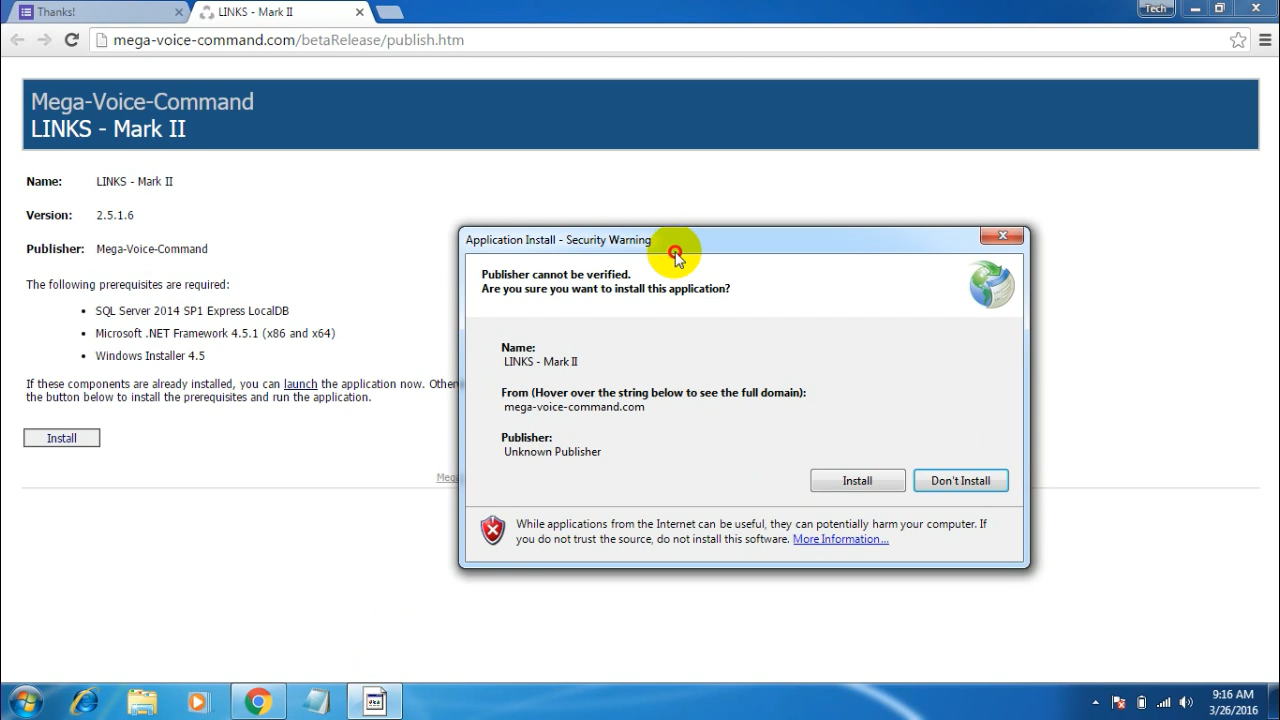 Thanks!
LINKS - Mark II
Tech
mega-voice-command.com/betaRelease/publish.htm
Mega-Voice-Command
LINKS - Mark II
Name: LINKS - Mark II
Version: 2.5.1.6
Publisher: Mega-Voice-Command
The following prerequisites are required:
SQL Server 2014 SP1 Express LocalDB
Microsoft .NET Framework 4.5.1 (x86 and x64)
Windows Installer 4.5
If these components are already installed, you can launch the application now. Othe
the button below to install the prerequisites and run the application.
Install
Mega
Application Install - Security Warning
Publisher cannot be verified.
Are you sure you want to install this application?
Name:
LINKS - Mark II
From (Hover over the string below to see the full domain):
mega-voice-command.com
Publisher:
Unknown Publisher
Install
Don't Install
While applications from the Internet can be useful, they can potentially harm your computer. If
you do not trust the source, do not install this software. More Information...
9:16 AM
3/26/2016